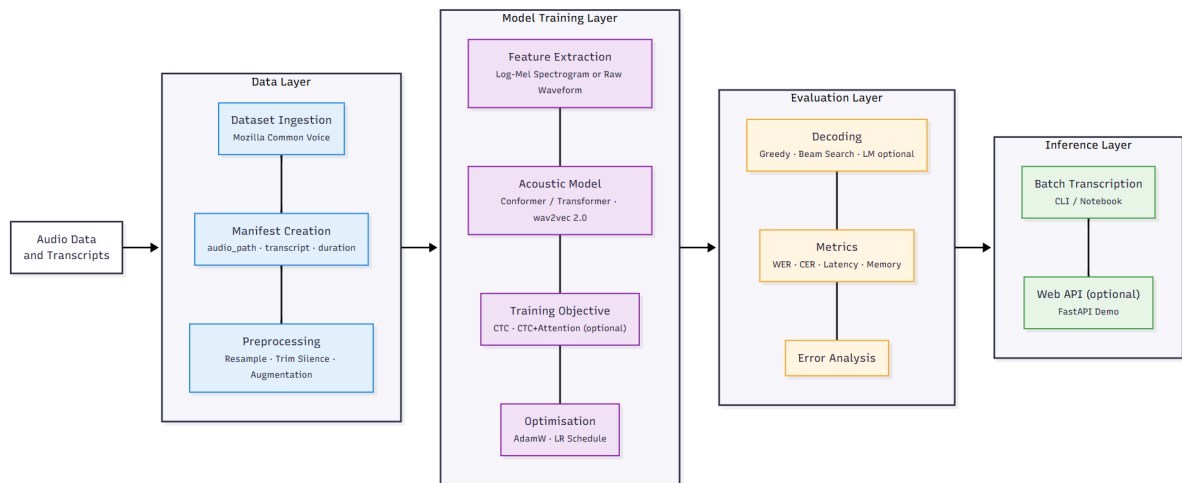 Audio Data
and Transcripts
Data Layer
Dataset Ingestion
Mozilla Common Voice
Manifest Creation
audio_path · transcript · duration
Preprocessing
Resample · Trim Silence ·
Augmentation
Model Training Layer
Feature Extraction
Log-Mel Spectrogram or Raw
Waveform
Acoustic Model
Conformer / Transformer ·
wav2vec 2.0
Training Objective
CTC · CTC+Attention (optional)
Optimisation
AdamW · LR Schedule
Evaluation Layer
Decoding
Greedy · Beam Search · LM optional
Metrics
WER · CER · Latency · Memory
Error Analysis
Inference Layer
Batch Transcription
CLI / Notebook
Web API (optional)
FastAPI Demo